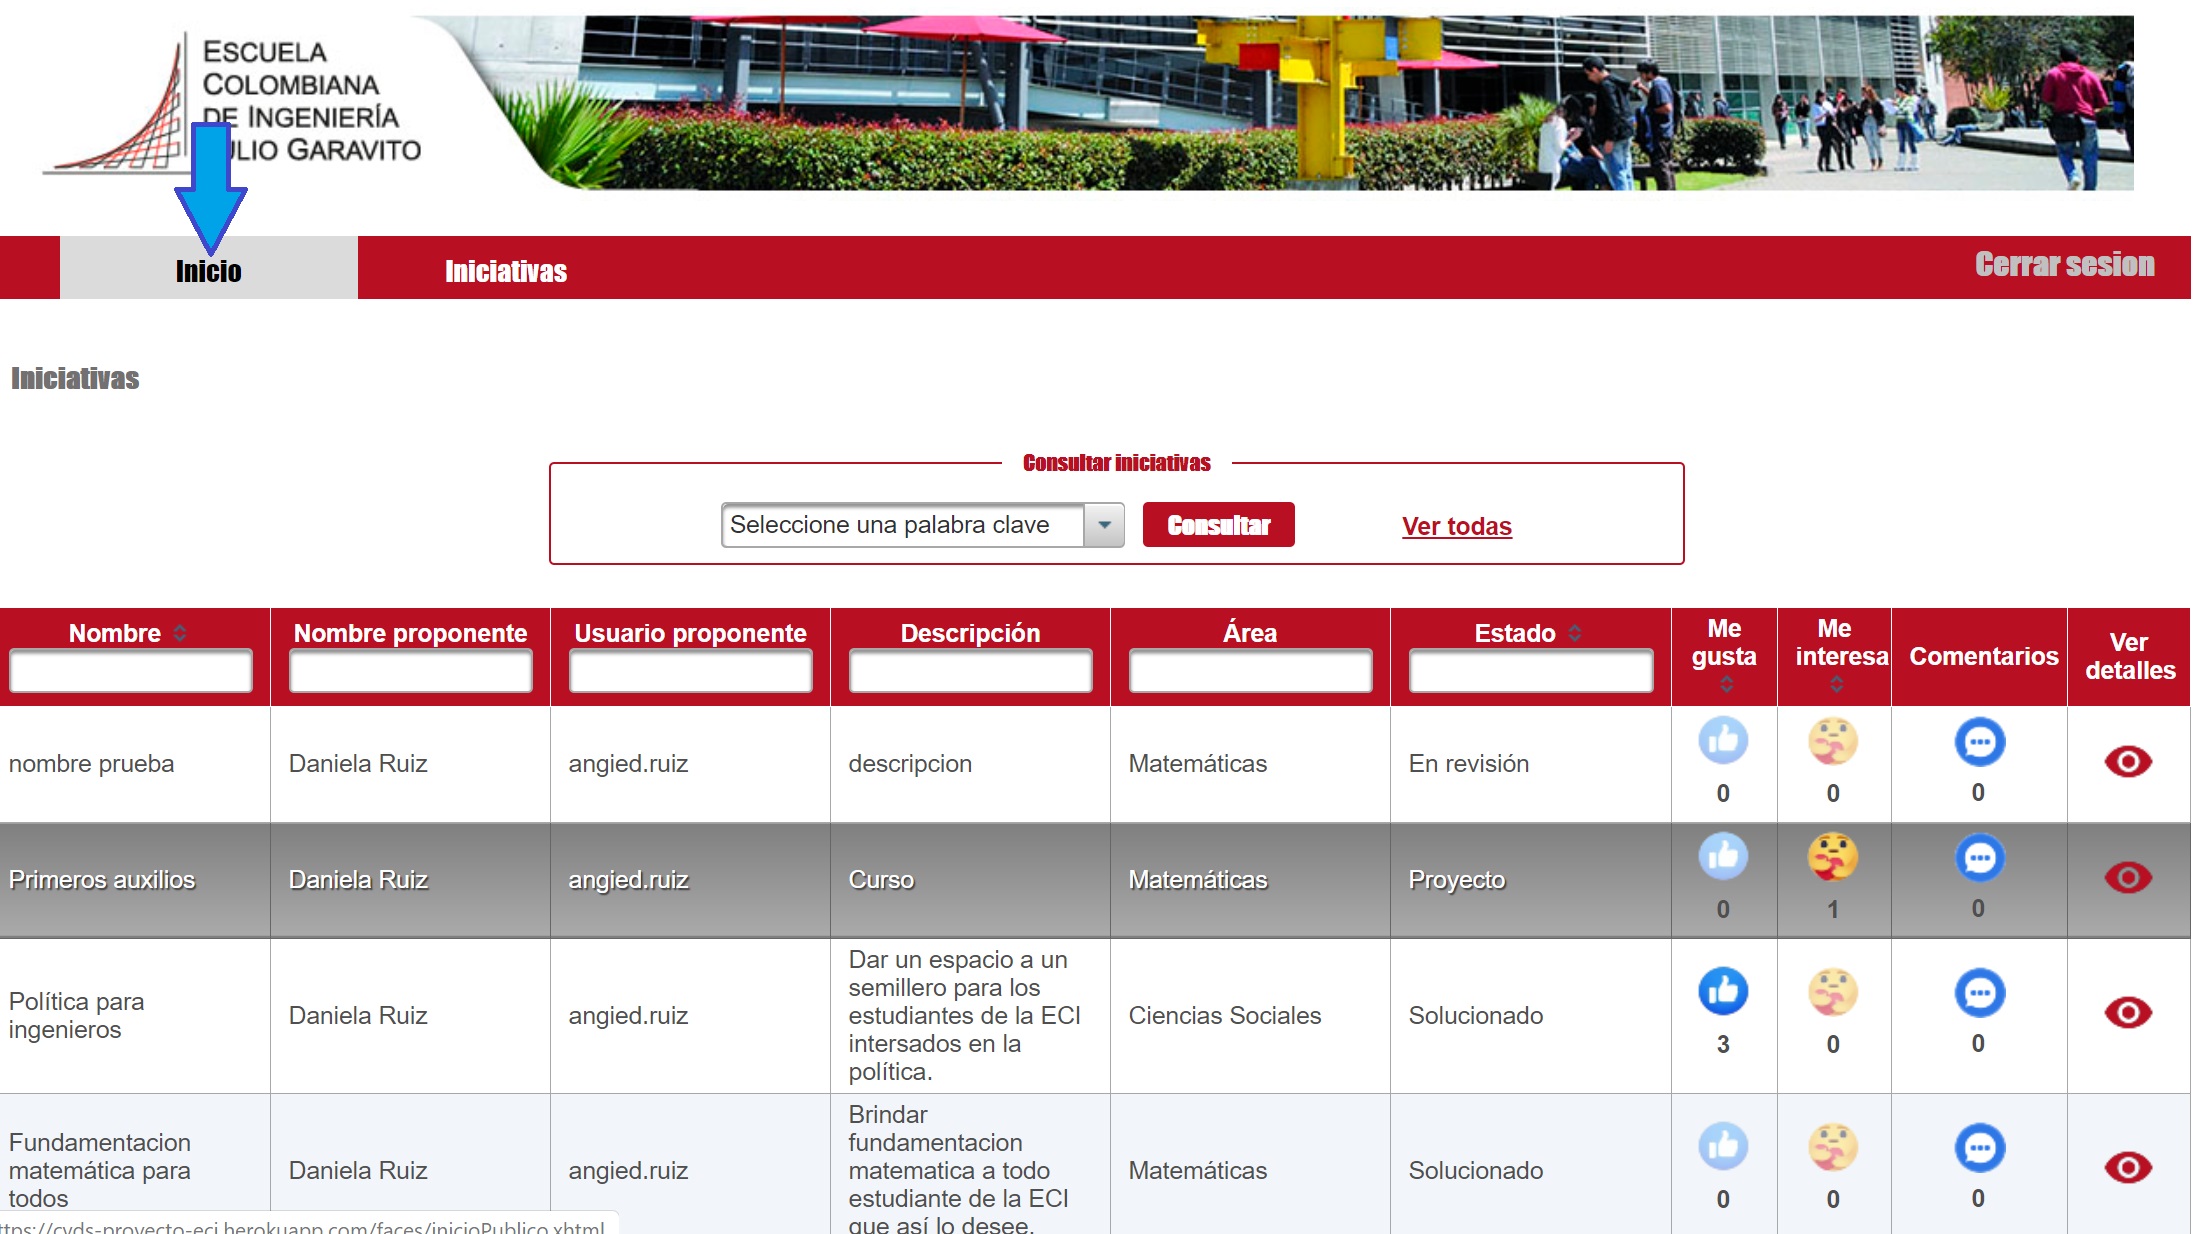 ESCUELA
COLOMBIANA
DE INGENIERÍA
ULIO GARAVITO
Inicio
Iniciativas
Cerrar sesion
Iniciativas
Consultar iniciativas
Seleccione una palabra clave
Consultar
Ver todas
Nombre
Nombre proponente
Usuario proponente
Descripción
Área
Estado
Me
gusta
Me
interesa
Comentarios
Ver
detalles
nombre prueba
Daniela Ruiz
angied.ruiz
descripcion
Matemáticas
En revisión
0
0
0
Primeros auxilios
Daniela Ruiz
angied.ruiz
Curso
Matemáticas
Proyecto
0
1
0
Política para
ingenieros
Daniela Ruiz
angied.ruiz
Dar un espacio a un
semillero para los
estudiantes de la ECI
intersados en la
política.
Ciencias Sociales
Solucionado
3
0
0
Fundamentacion
matemática para
todos
Daniela Ruiz
angied.ruiz
Brindar
fundamentacion
matematica a todo
estudiante de la ECI
que así lo desee.
Matemáticas
Solucionado
0
0
0
ttps://cvds-proyecto-eci.herokuapp.com/faces/inicioPublico.xhtml